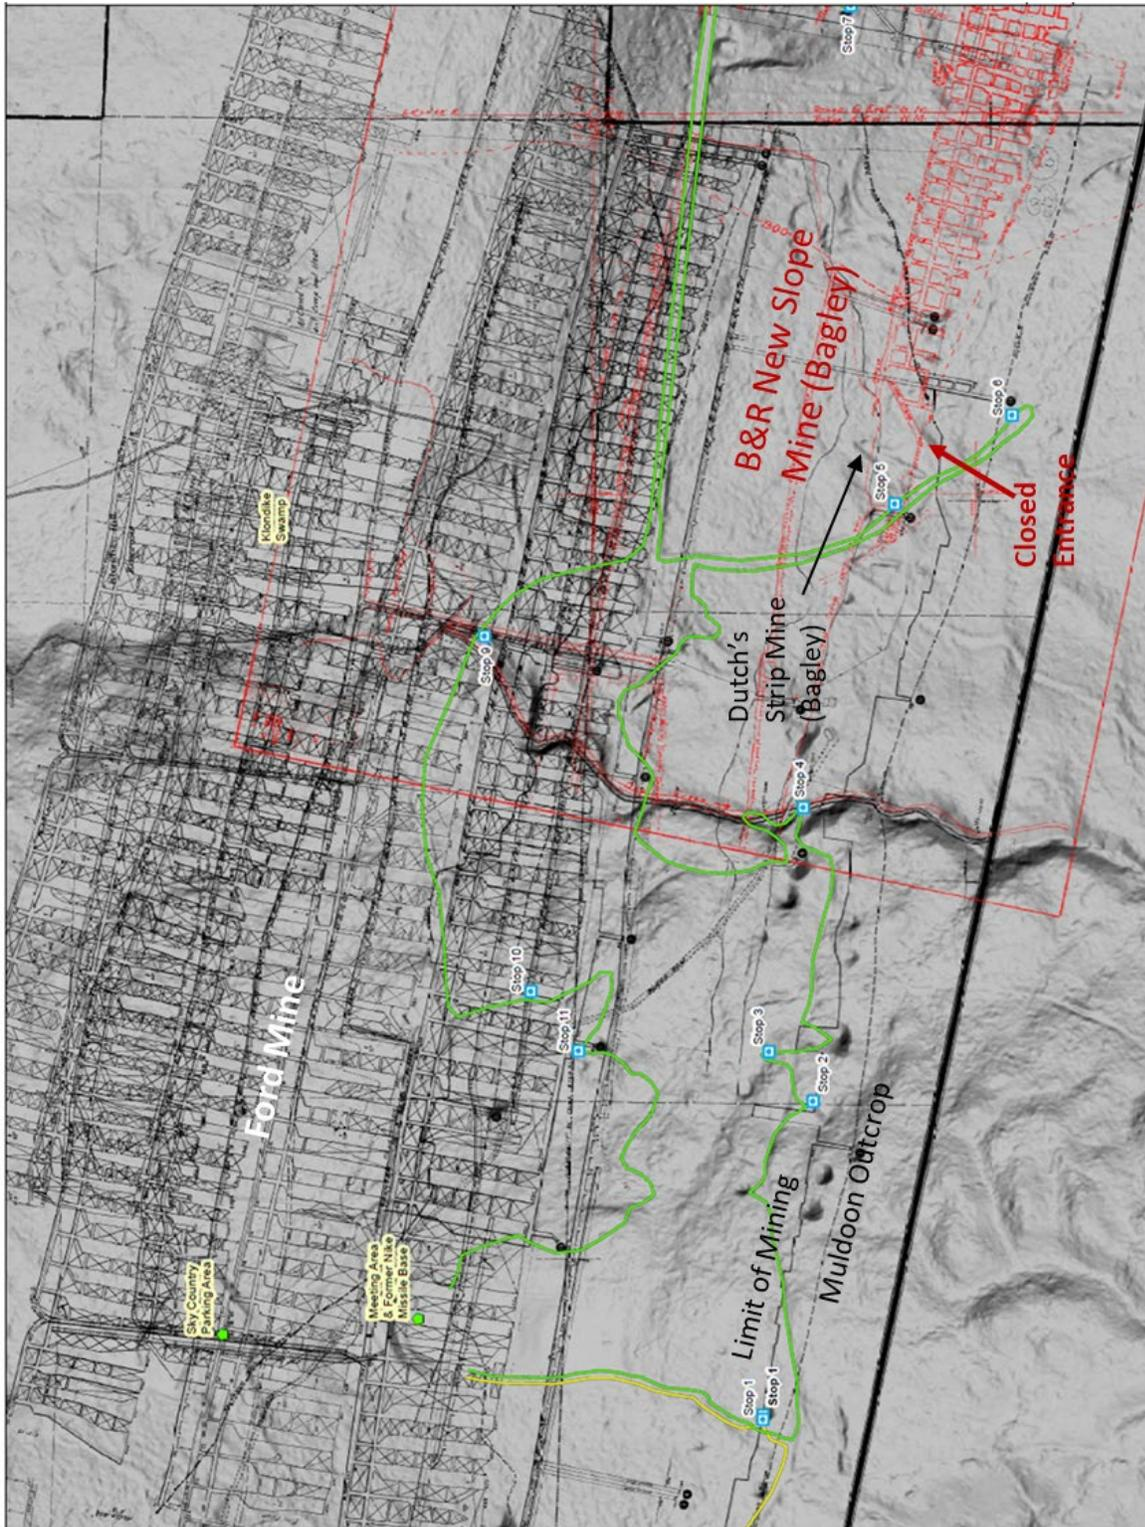 Stop 7
Klondike
Swamp
B&R New Slope
Mine (Bagley)
Stop 6
Stop 5
Closed
Entrance
Stop 9
Dutch's
Strip Mine
(Bagley)
Stop 4
Ford Mine
Stop 10
Stop 11
Stop 3
Stop 2
Limit of Mining
Muldoon Outcrop
Sky Country
Parking Area
Meeting Area
& Former Nike
Missile Base
Stop 1
Stop 1